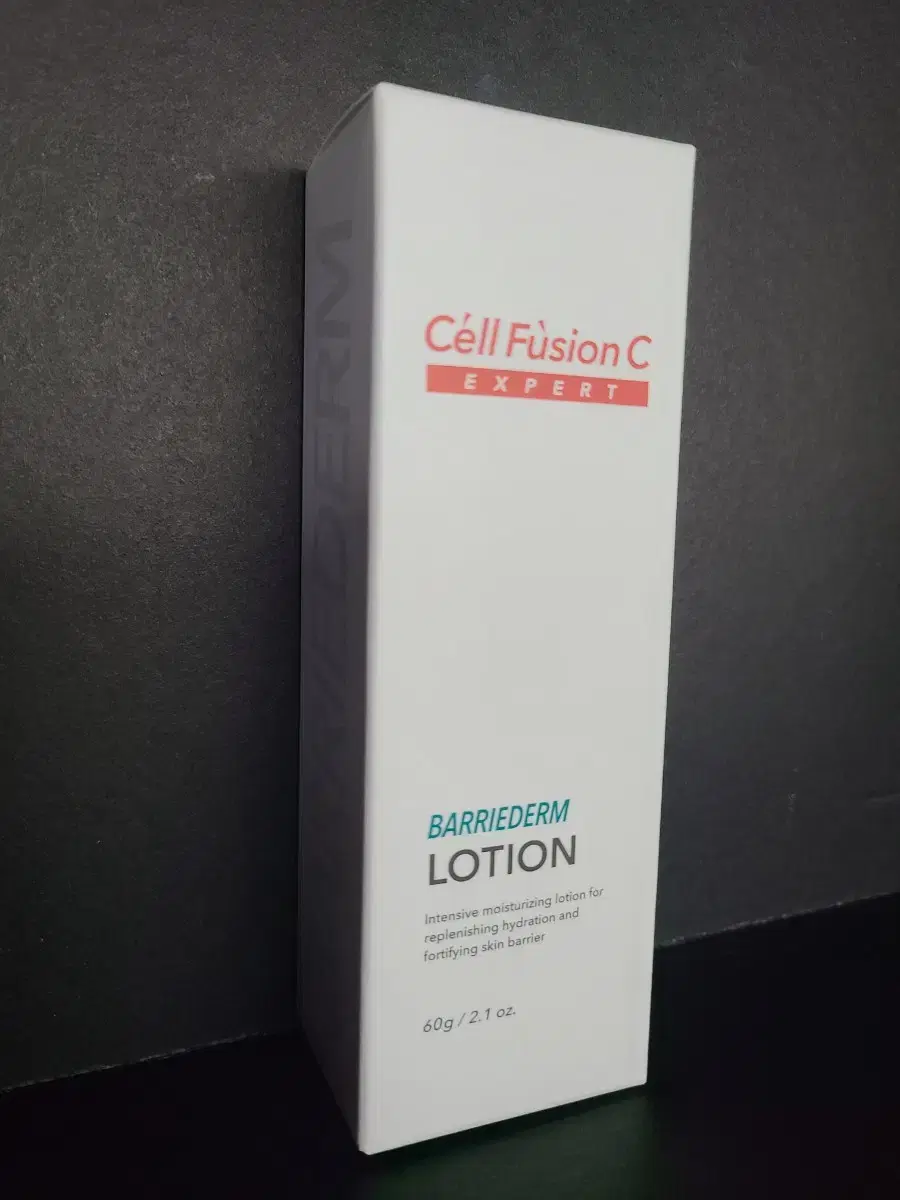 Céll Fùsion C
EXPERT
BARRIEDERM
LOTION
Intensive moisturizing lotion for
replenishing hydration and
fortifying skin barrier
60g / 2.1 oz.